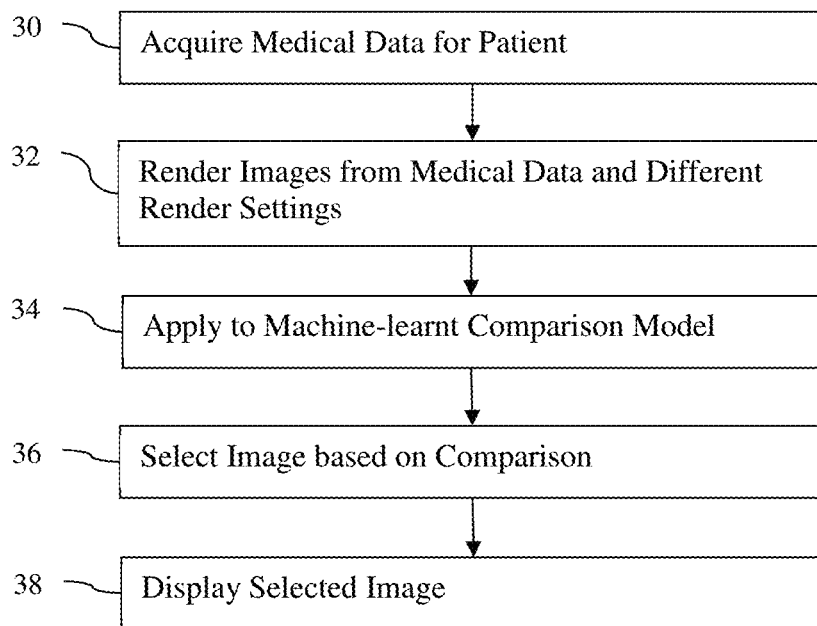 30
Acquire Medical Data for Patient
32
Render Images from Medical Data and Different
Render Settings
34
Apply to Machine-learnt Comparison Model
36
Select Image based on Comparison
38
Display Selected Image